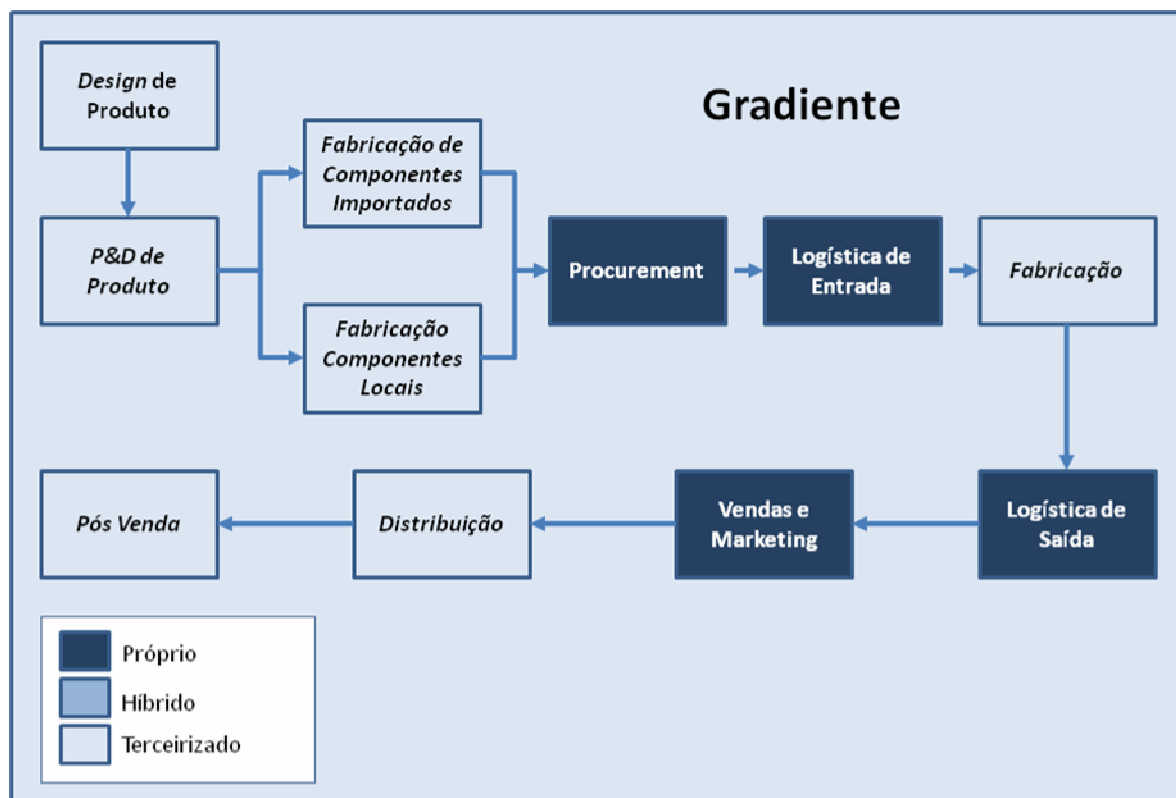 Gradiente
Design de
Produto
P&D de
Produto
Fabricação de
Componentes
Importados
Fabricação
Componentes
Locais
Procurement
Logística de
Entrada
Fabricação
Logística de
Saída
Vendas e
Marketing
Distribuição
Pós Venda
Próprio
Híbrido
Terceirizado